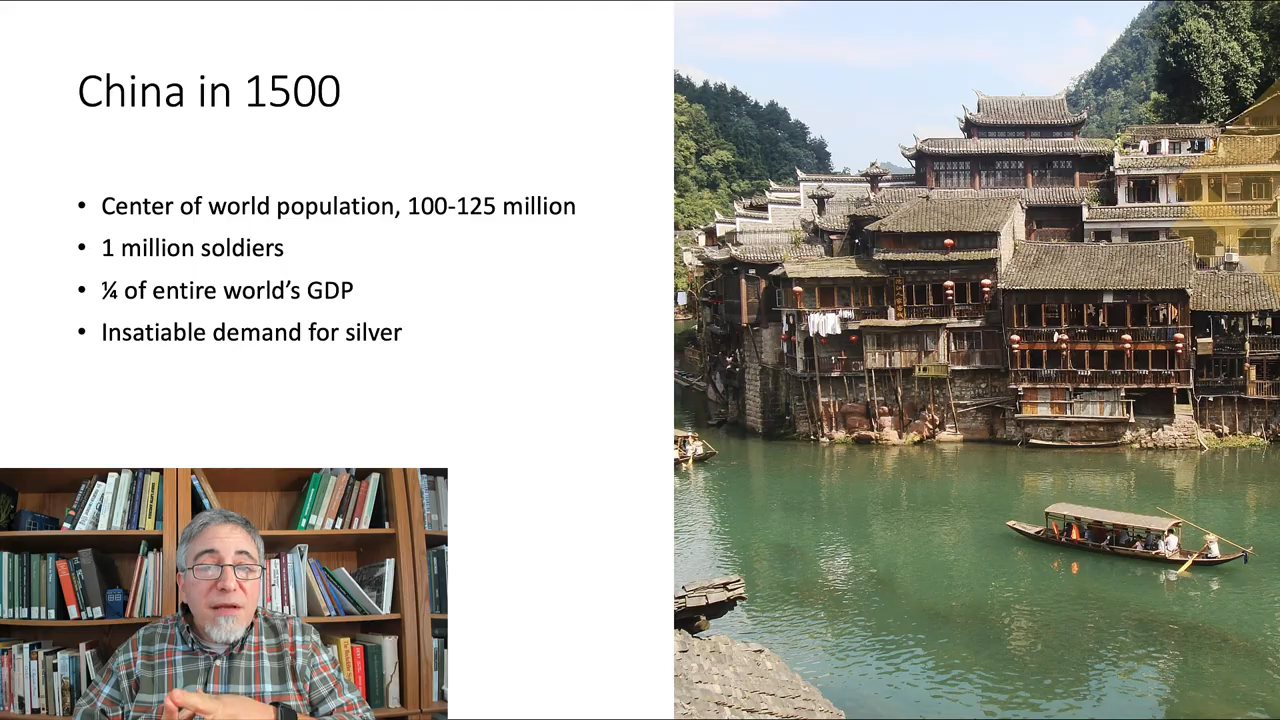 China in 1500
• Center of world population, 100-125 million
• 1 million soldiers
• ¼ of entire world’s GDP
• Insatiable demand for silver